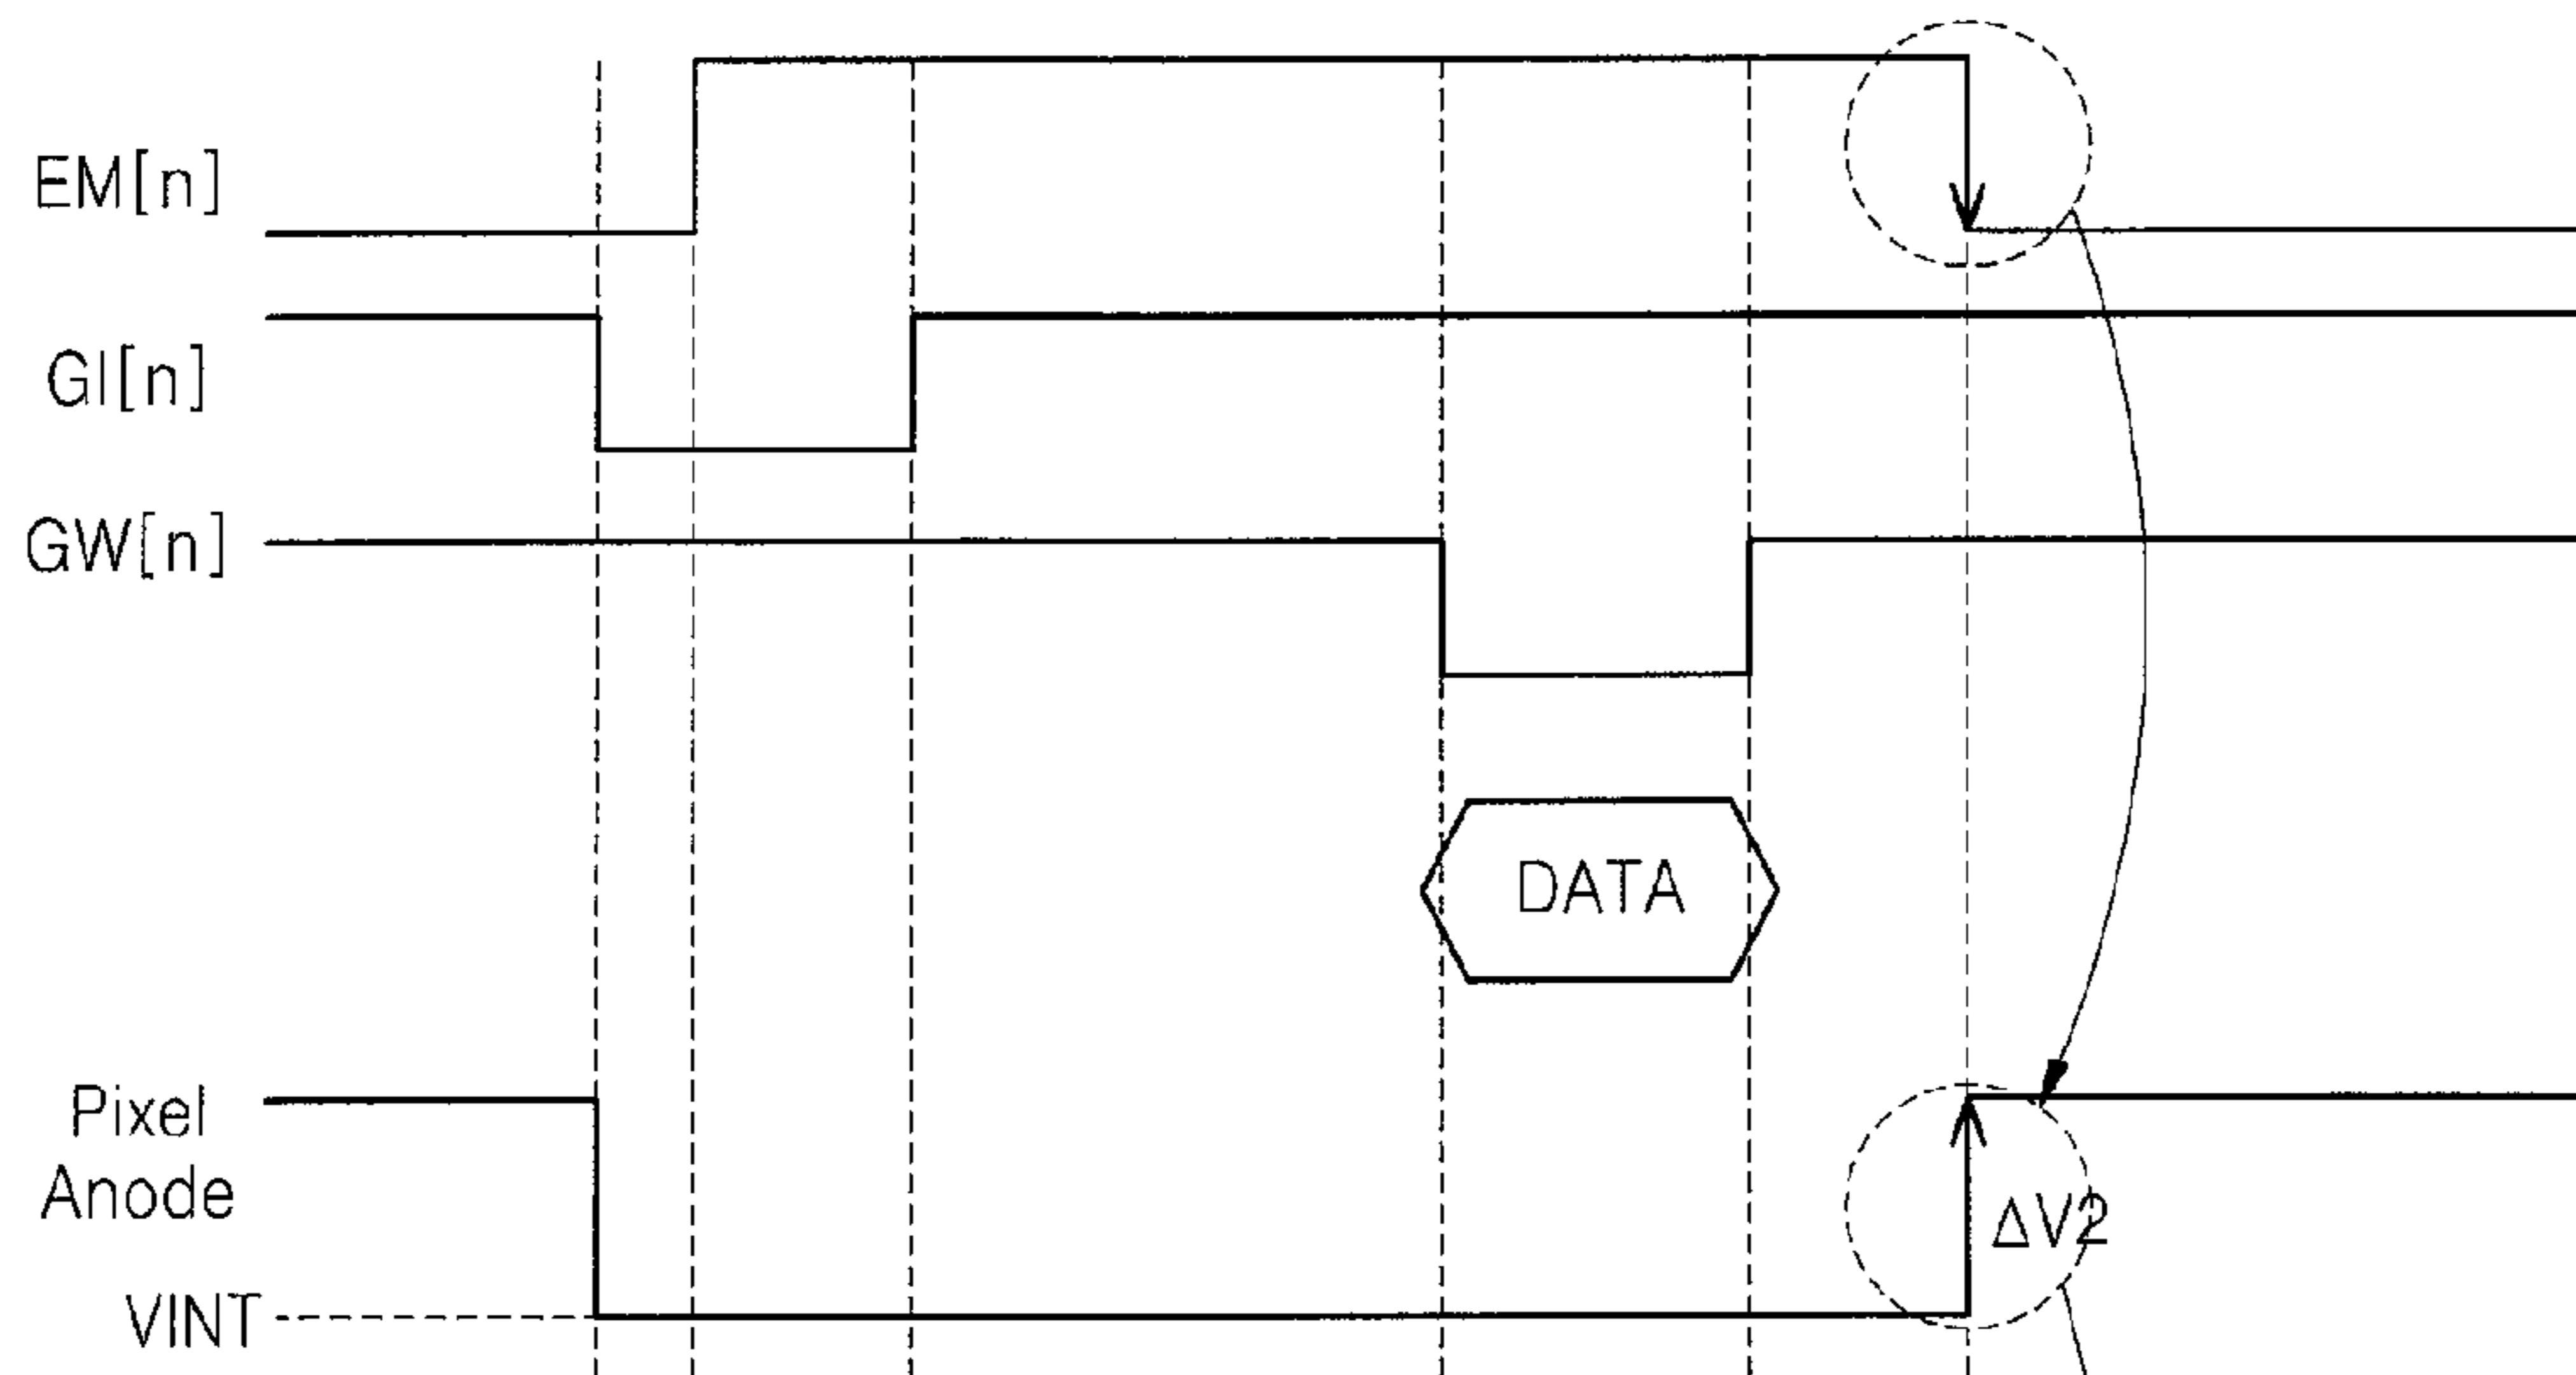 EM[n]
GI[n]
GW[n]
DATA
Pixel
Anode
ΔV2
VINT